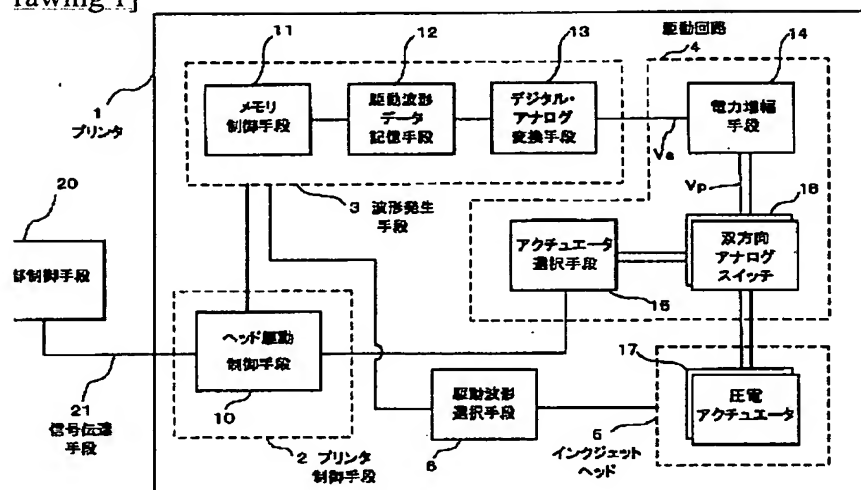 rawing 1]
駆動回路
11
12
13
4
14
メモリ
制御手段
駆動波形
データ
記憶手段
デジタル・
アナログ
変換手段
電力増幅
手段
1
プリンタ
Va
Vp
20
3 波形発生
手段
18
部制御手段
アクチュエータ
選択手段
双方向
アナログ
スイッチ
15
ヘッド駆動
制御手段
17
圧電
アクチュエータ
21
信号伝達
手段
10
駆動波形
選択手段
5
インクジェット
ヘッド
2 プリンタ
制御手段
6